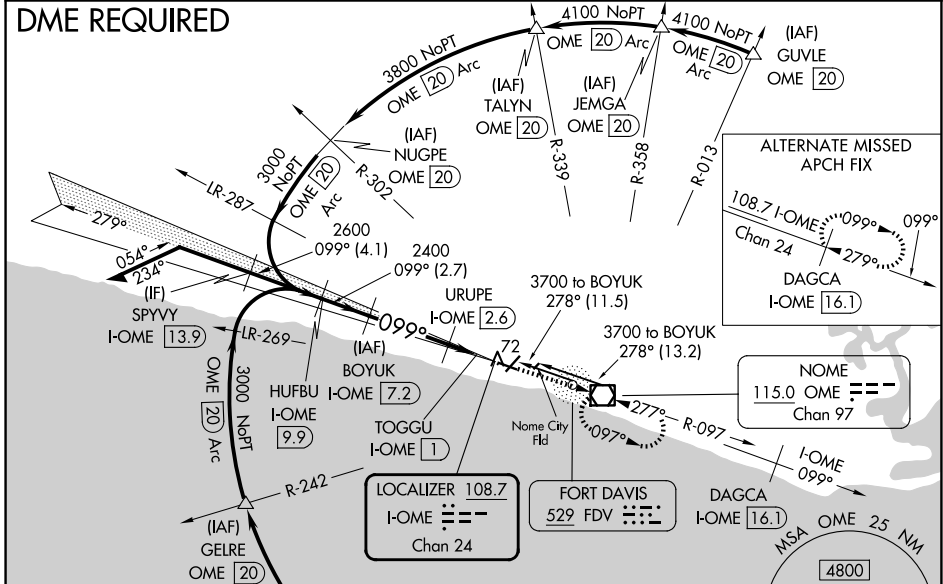 DME REQUIRED
4100 NoPT
OME 20 Arc
4100 NoPT
OME 20
Arc
(IAF)
GUVLE
OME 20
3800 NoPT
OME 20 Arc
(IAF)
TALYN
OME 20
(IAF)
JEMGA
OME 20
(IAF)
NUGPE
OME 20
R-339
R-358
R-013
R-302
3000
NoPT
OME 20
Arc
LR-287
279°
054°
234°
2600
099° (4.1)
2400
099° (2.7)
(IF)
SPYVY
I-OME 13.9
LR-269
099°
URUPE
I-OME 2.6
3700 to BOYUK
278° (11.5)
3700 to BOYUK
278° (13.2)
72
(IAF)
BOYUK
I-OME 7.2
HUFBU
I-OME
9.9
TOGGU
I-OME 1
Nome City
Fld
097°
277°
R-097
I-OME
099°
NOME
115.0 OME
Chan 97
ALTERNATE MISSED
APCH FIX
108.7 I-OME
Chan 24
099°
279°
099°
DAGCA
I-OME 16.1
3000 NoPT
OME 20 Arc
R-242
(IAF)
GELRE
OME 20
LOCALIZER 108.7
I-OME
Chan 24
FORT DAVIS
529 FDV
DAGCA
I-OME 16.1
MSA OME 25 NM
4800